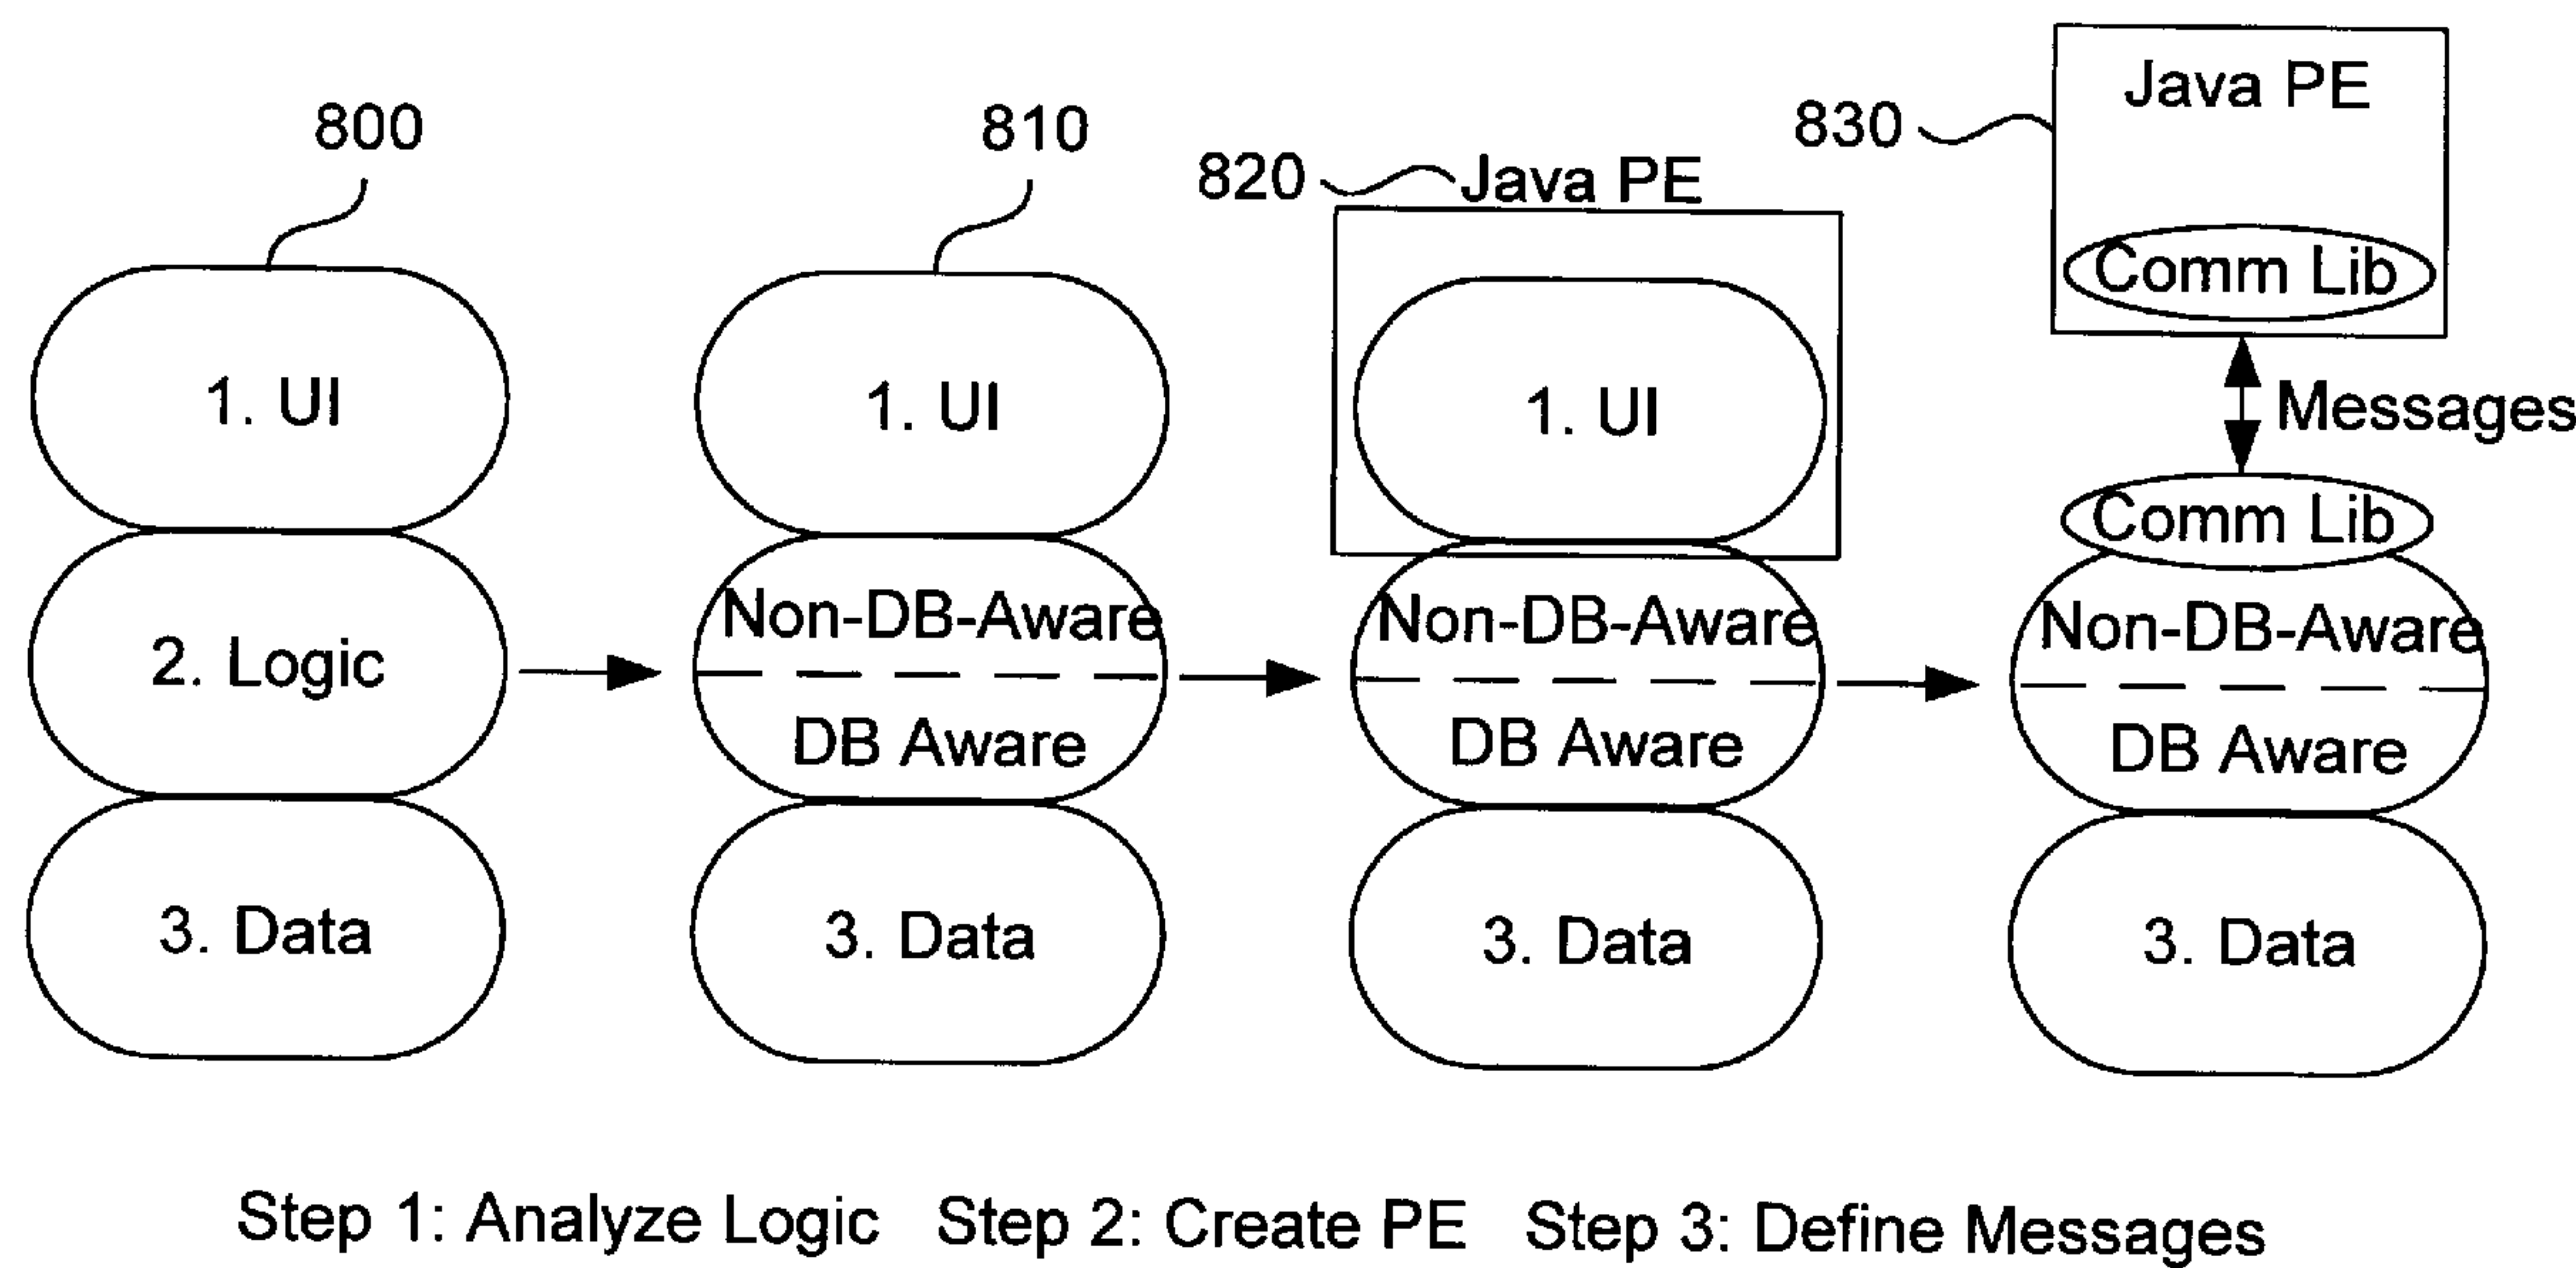 800
1. UI
2. Logic
3. Data
810
1. UI
Non-DB-Aware
DB Aware
3. Data
820
Java PE
1. UI
Non-DB-Aware
DB Aware
3. Data
830
Java PE
Comm Lib
Messages
Comm Lib
Non-DB-Aware
DB Aware
3. Data
Step 1: Analyze Logic Step 2: Create PE Step 3: Define Messages